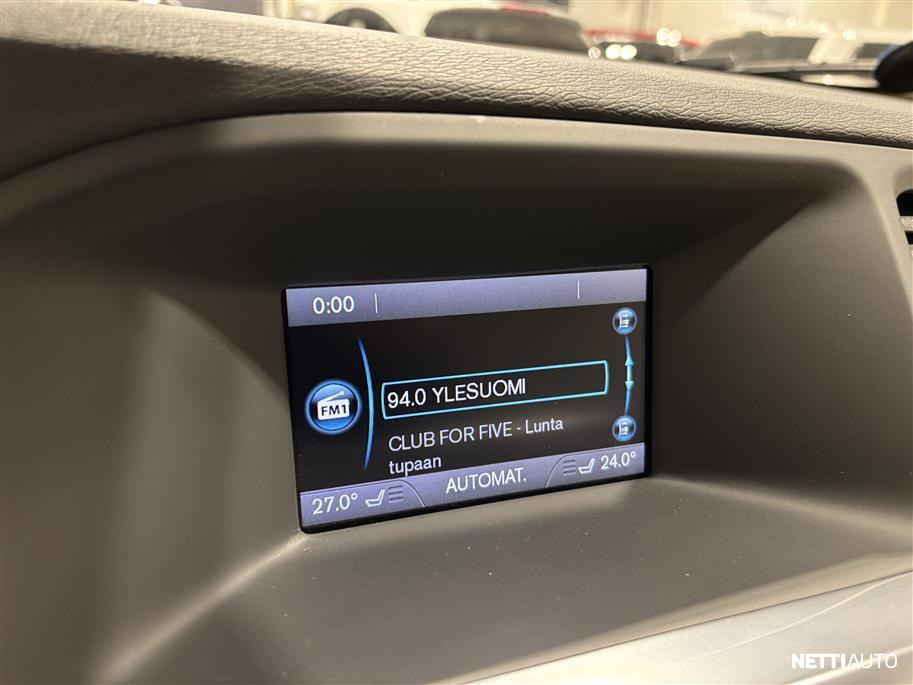 0:00
FM1
94.0 YLESUOMI
CLUB FOR FIVE - Lunta
tupaan
27.0°
AUTOMAT.
24.0°
NETTIAUTO